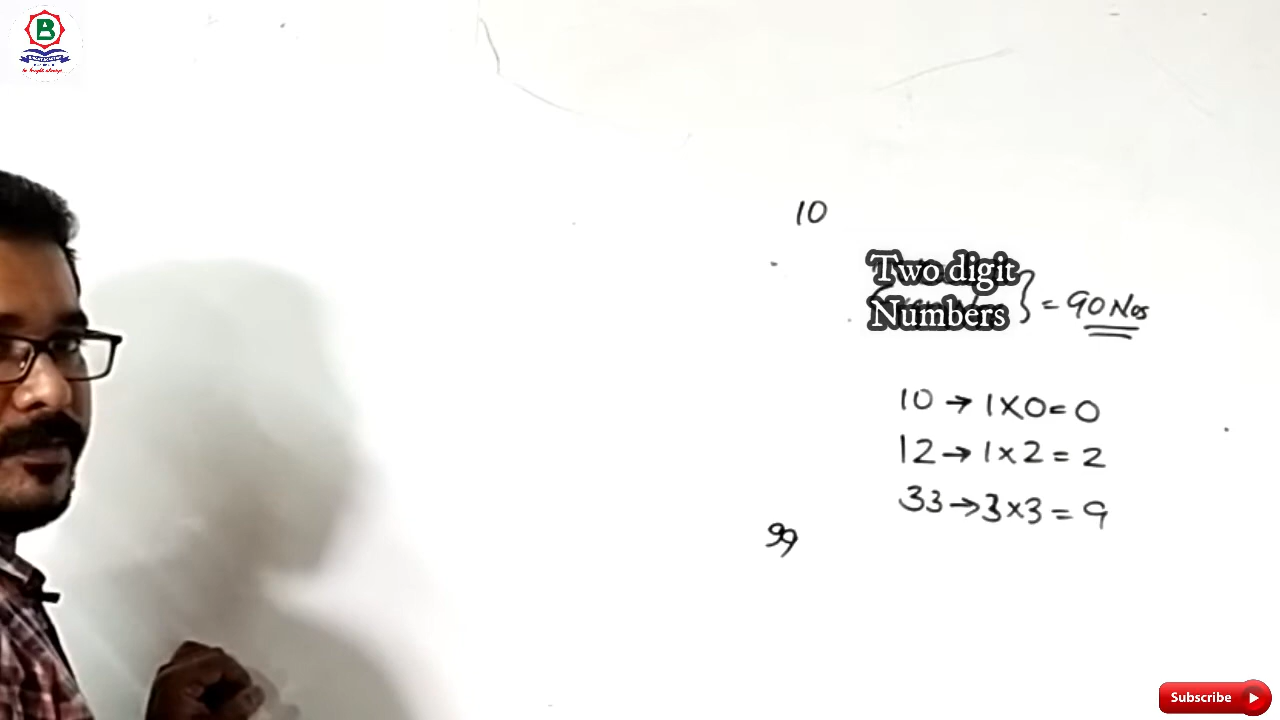 B
10
Two digit
Numbers } = 90 Nos
10 → 1×0= 0
12 → 1×2 = 2
33 → 3×3 = 9
99
Subscribe